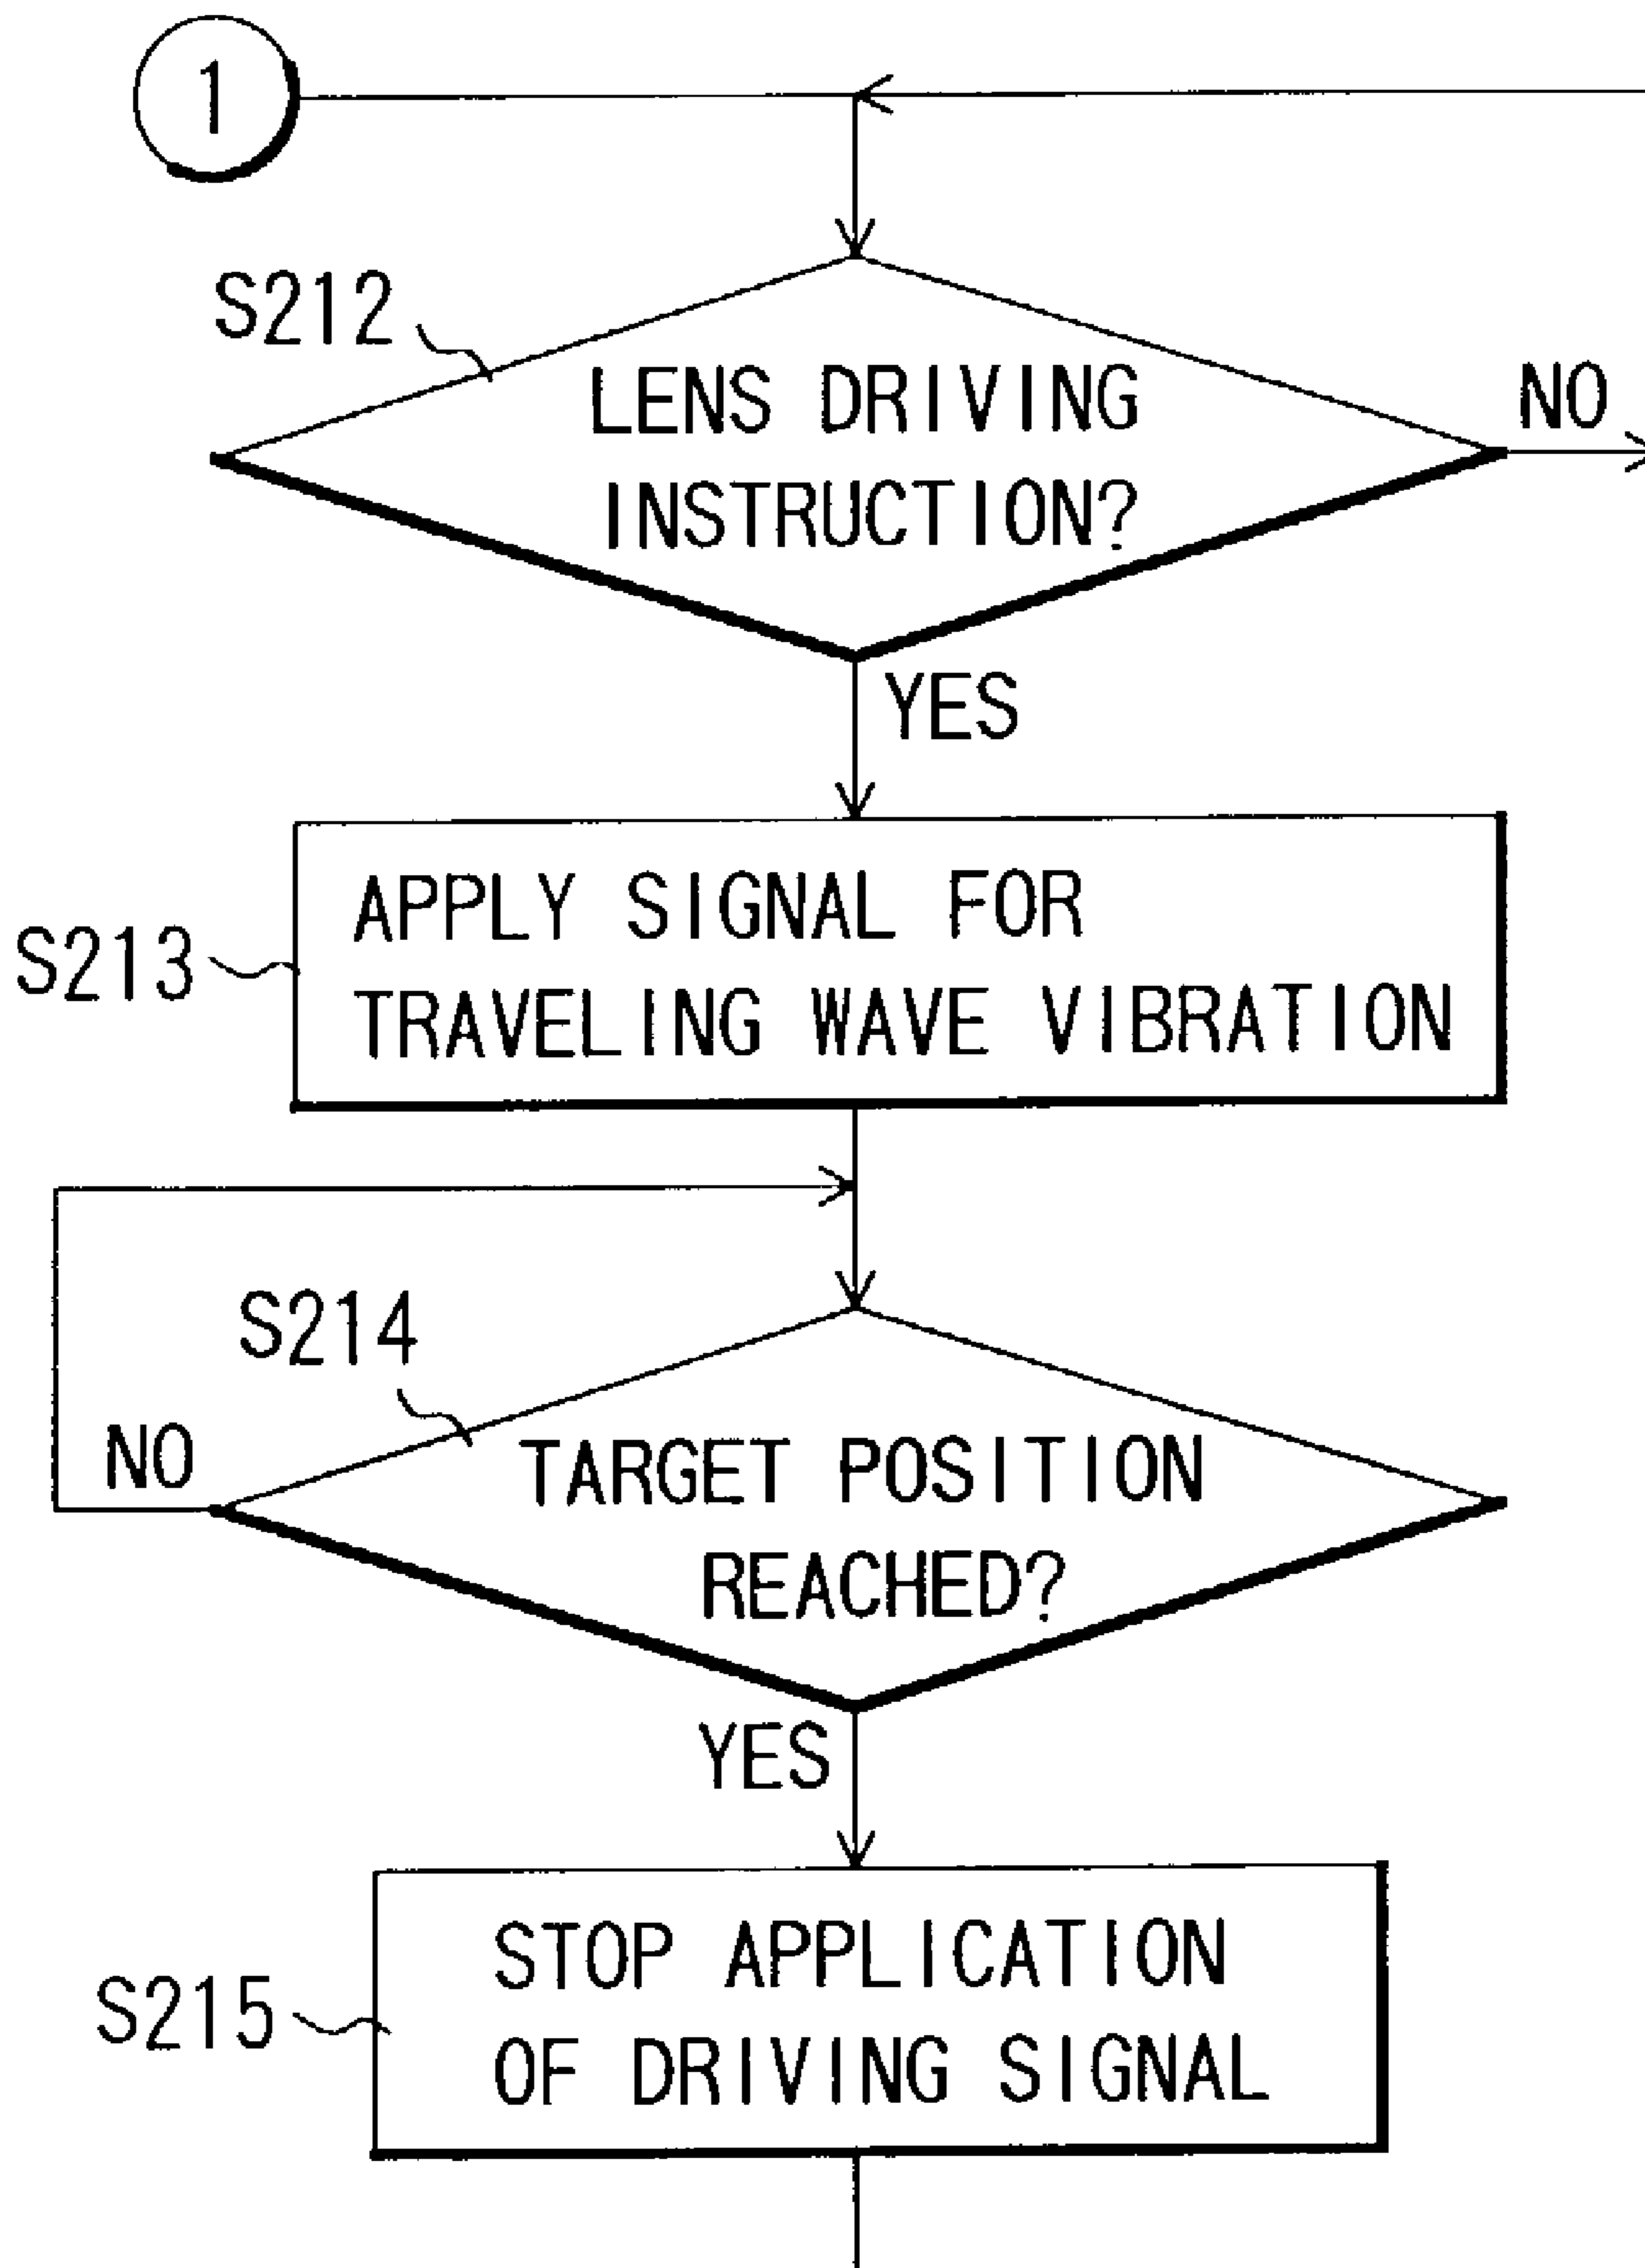 1
S212
LENS DRIVING
INSTRUCTION?
NO
YES
S213
APPLY SIGNAL FOR
TRAVELING WAVE VIBRATION
S214
NO
TARGET POSITION
REACHED?
YES
S215
STOP APPLICATION
OF DRIVING SIGNAL